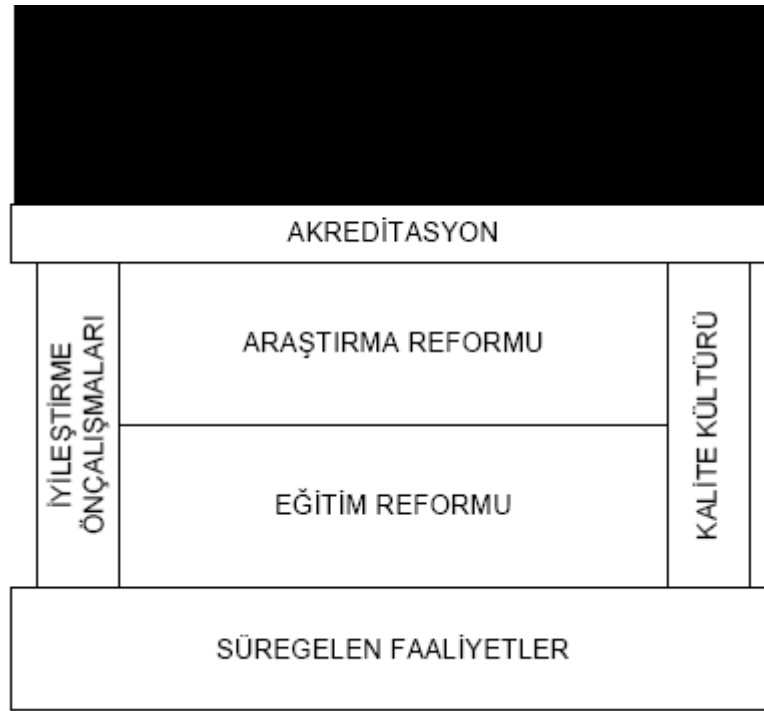 AKREDİTASYON
İYİLEŞTİRME
ÖNÇALIŞMALARI
ARAŞTIRMA REFORMU
KALİTE KÜLTÜRÜ
EĞİTİM REFORMU
SÜREGELEN FAALİYETLER